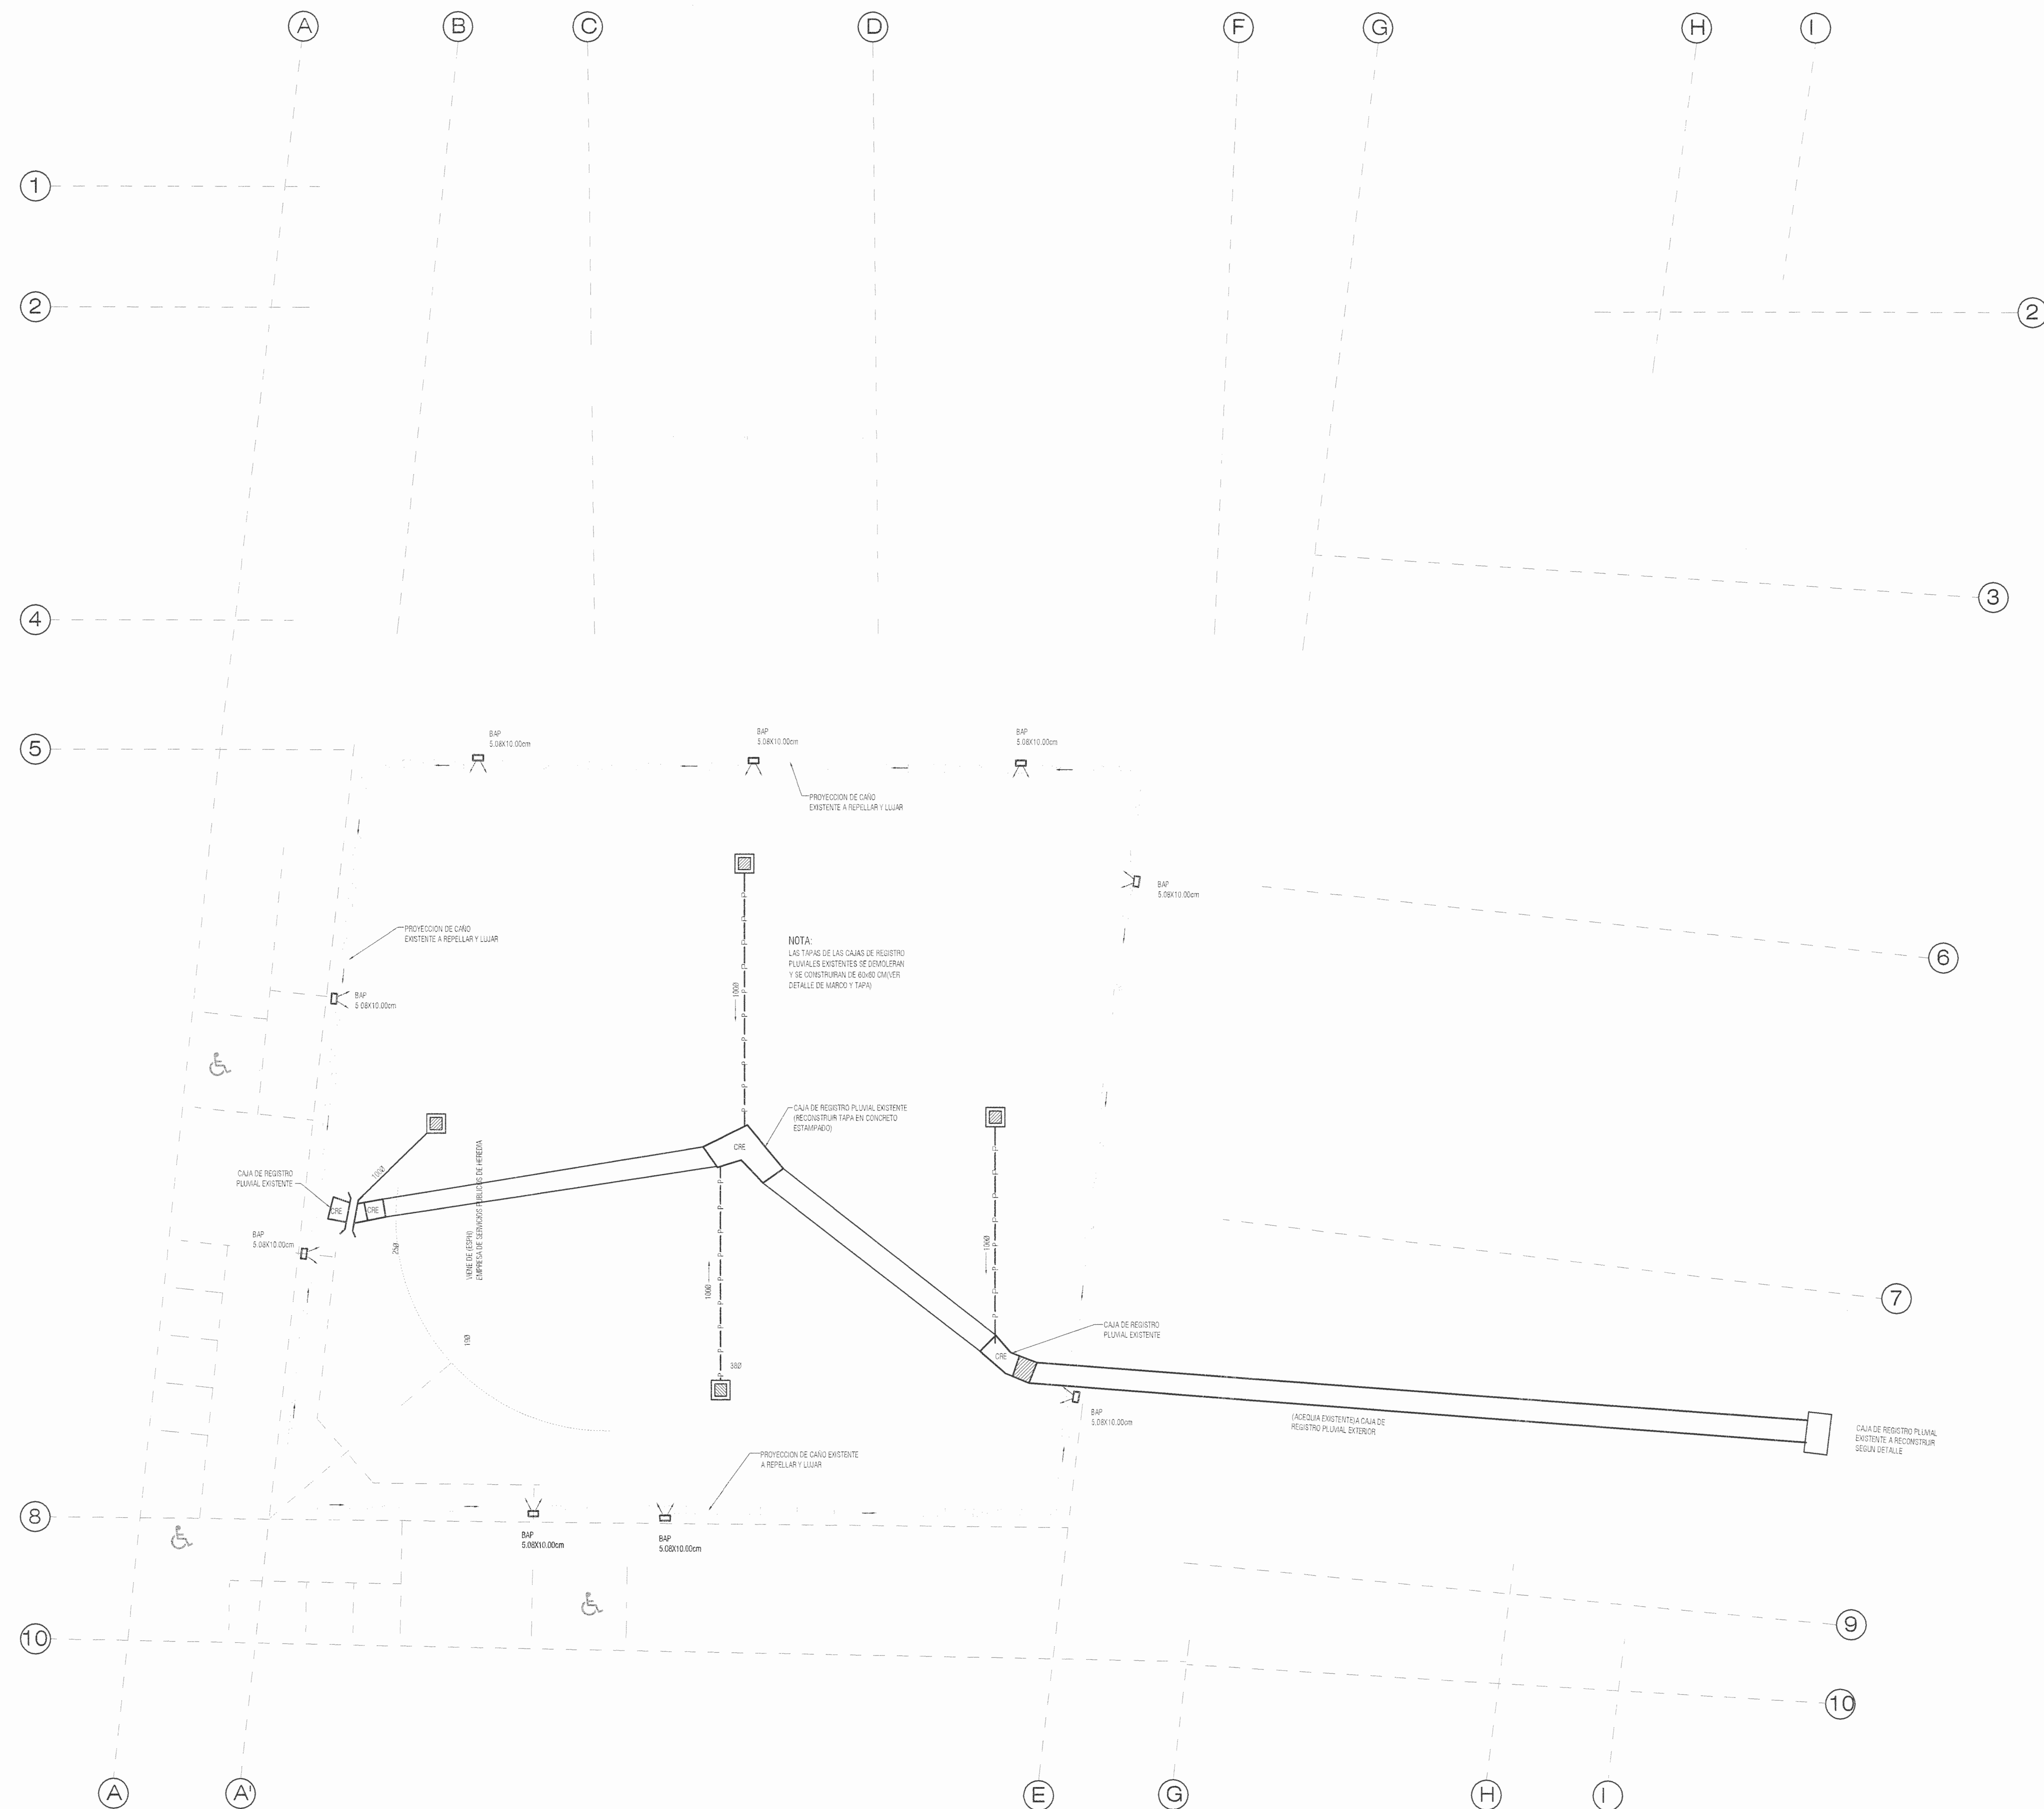 A
B
C
D
F
G
H
I
1
2
2
4
3
5
BAP
5.08X10.00cm
BAP
5.08X10.00cm
BAP
5.08X10.00cm
PROYECCION DE CAÑO
EXISTENTE A REPELLAR Y LUJAR
BAP
5.08X10.00cm
PROYECCION DE CAÑO
EXISTENTE A REPELLAR Y LUJAR
NOTA:
LAS TAPAS DE LAS CAJAS DE REGISTRO
PLUVIALES EXISTENTES SE DEMOLERAN
Y SE CONSTRUIRAN DE 60x60 CM(VER
DETALLE DE MARCO Y TAPA)
6
BAP
5.08X10.00cm
100Ø
P P P P P P P P P P
CAJA DE REGISTRO PLUVIAL EXISTENTE
(RECONSTRUIR TAPA EN CONCRETO
ESTAMPADO)
CRE
CAJA DE REGISTRO
PLUVIAL EXISTENTE
100Ø
CRE
CRE
BAP
5.08X10.00cm
VIENE DE (ESPH)
EMPRESA DE SERVICIOS PUBLICOS DE HEREDIA
250
190
100Ø
P P P P P P P P P
38Ø
100Ø
P P P P P P P
7
CAJA DE REGISTRO
PLUVIAL EXISTENTE
CRE
BAP
5.08X10.00cm
(ACEQUIA EXISTENTE)A CAJA DE
REGISTRO PLUVIAL EXTERIOR
CAJA DE REGISTRO PLUVIAL
EXISTENTE A RECONSTRUIR
SEGUN DETALLE
PROYECCION DE CAÑO EXISTENTE
A REPELLAR Y LUJAR
8
BAP
5.08X10.00cm
BAP
5.08X10.00cm
9
10
10
A
A'
E
G
H
I